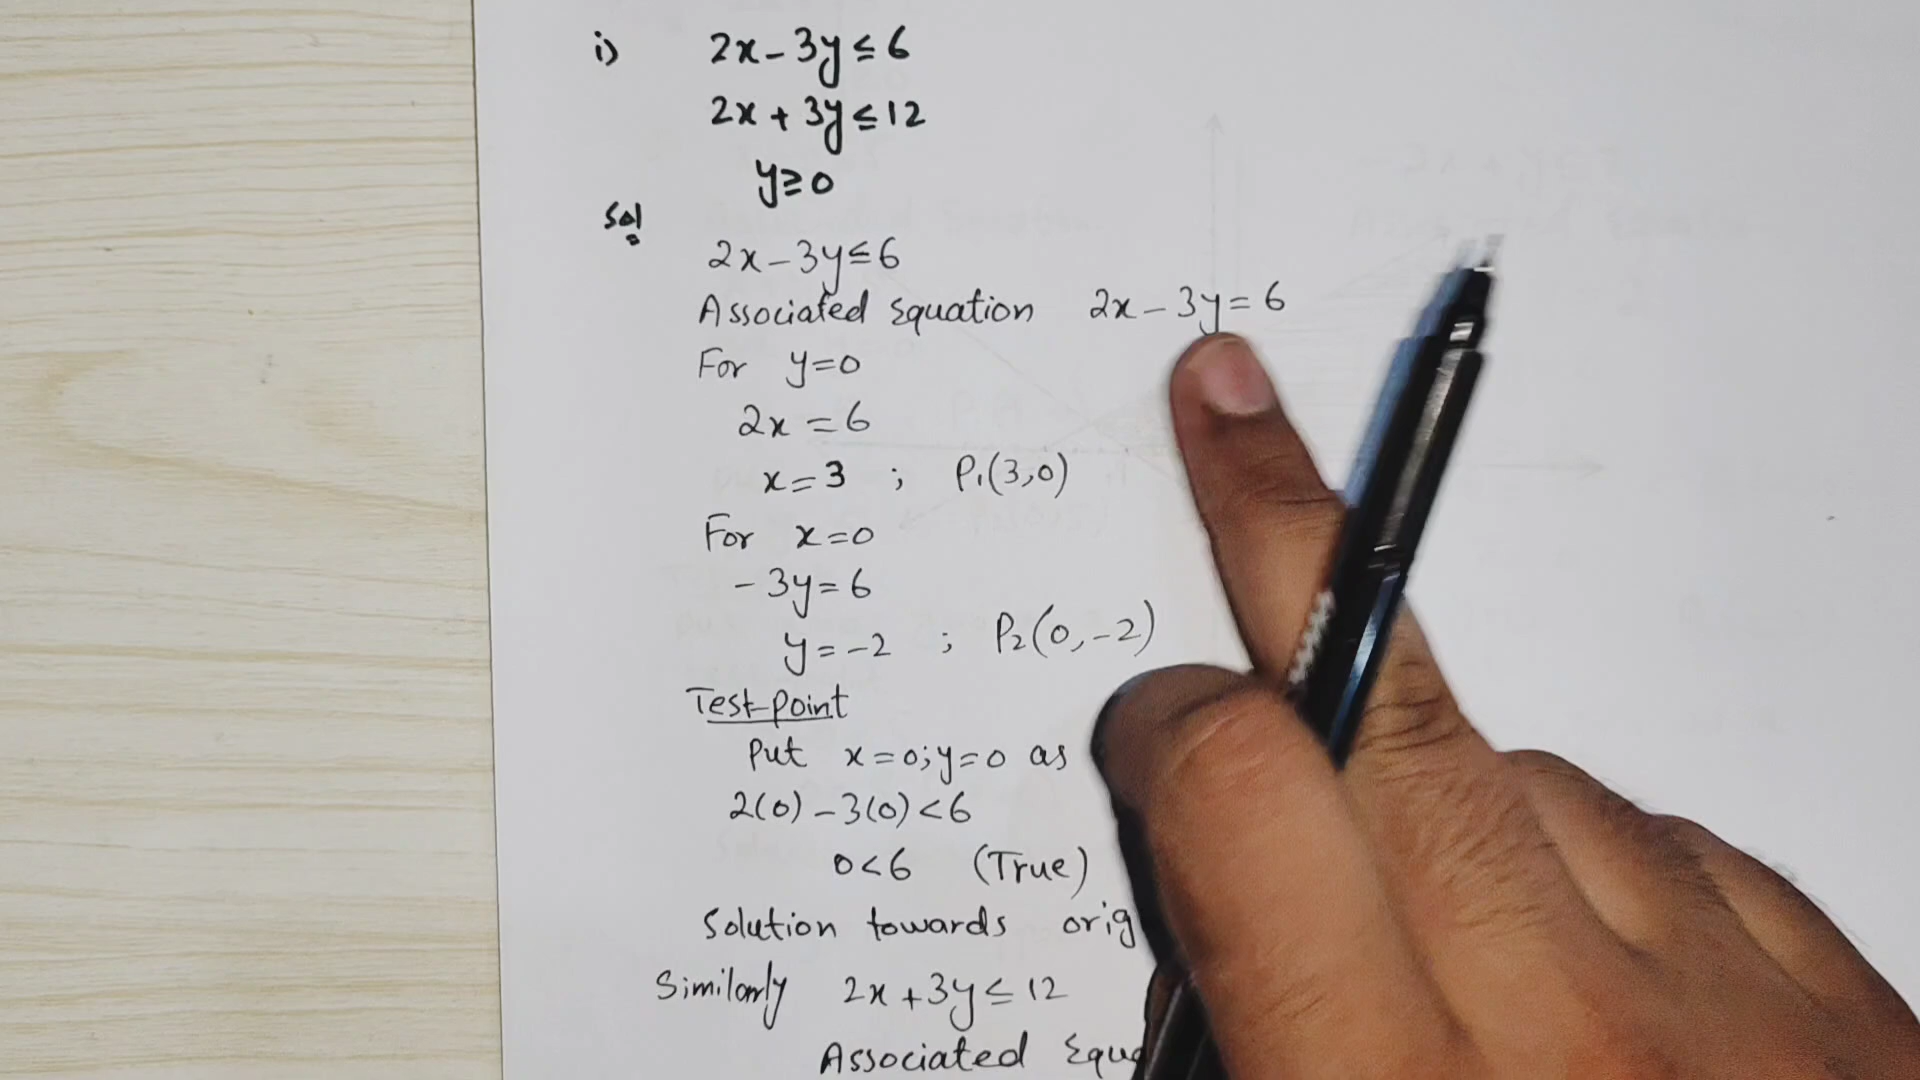 i) 2x - 3y ≤ 6
2x + 3y ≤ 12
y ≥ 0
Sol
2x - 3y ≤ 6
Associated Equation 2x - 3y = 6
For y=0
2x = 6
x = 3 ; P₁(3,0)
For x=0
- 3y = 6
y = -2 ; P₂(0,-2)
Test-point
Put x=0; y=0 as
2(0) - 3(0) < 6
0 < 6 (True)
Solution towards orig
Similarly 2x + 3y ≤ 12
Associated Equa